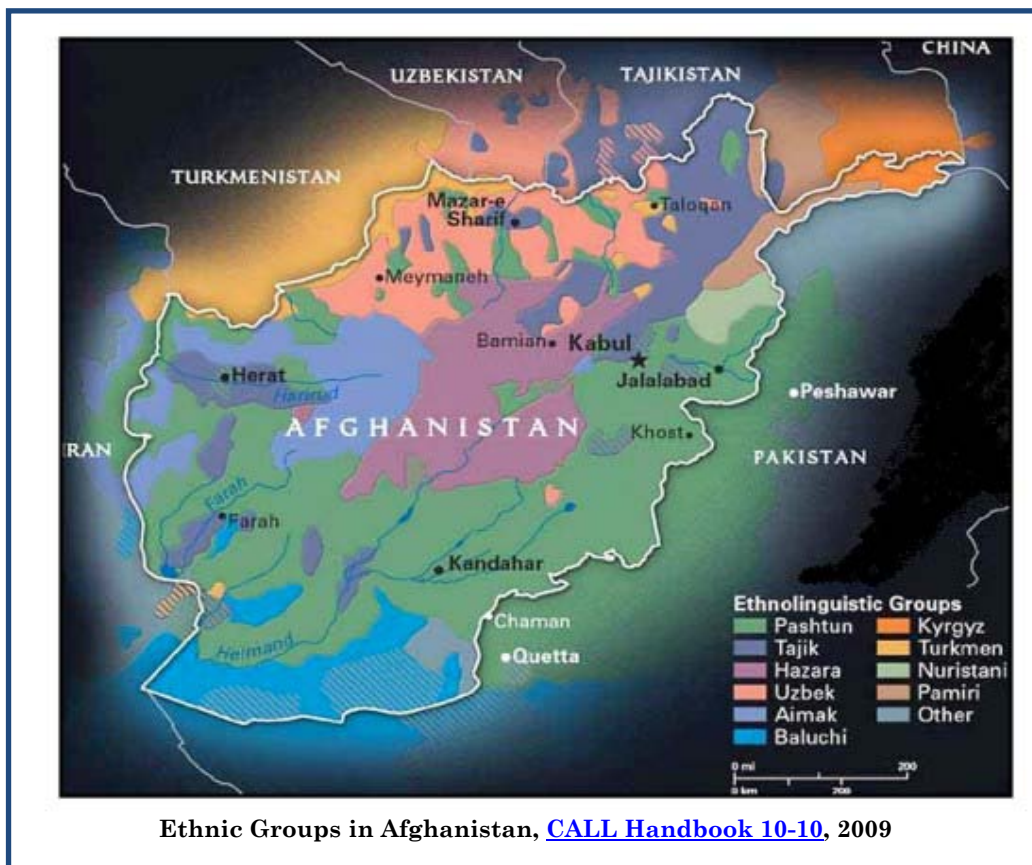 CHINA
UZBEKISTAN
TAJIKISTAN
TURKMENISTAN
Mazar-e
Sharif
Taloqan
Meymaneh
Bamian
Kabul
Herat
Harirud
Jalalabad
Peshawar
AFGHANISTAN
Khost
IRAN
PAKISTAN
Farah
Farah
Kandahar
Chaman
Helmand
Quetta
Ethnolinguistic Groups
Pashtun
Tajik
Hazara
Uzbek
Aimak
Baluchi
Kyrgyz
Turkmen
Nuristani
Pamiri
Other
0 mi 200
0 km 200
Ethnic Groups in Afghanistan, CALL Handbook 10-10, 2009